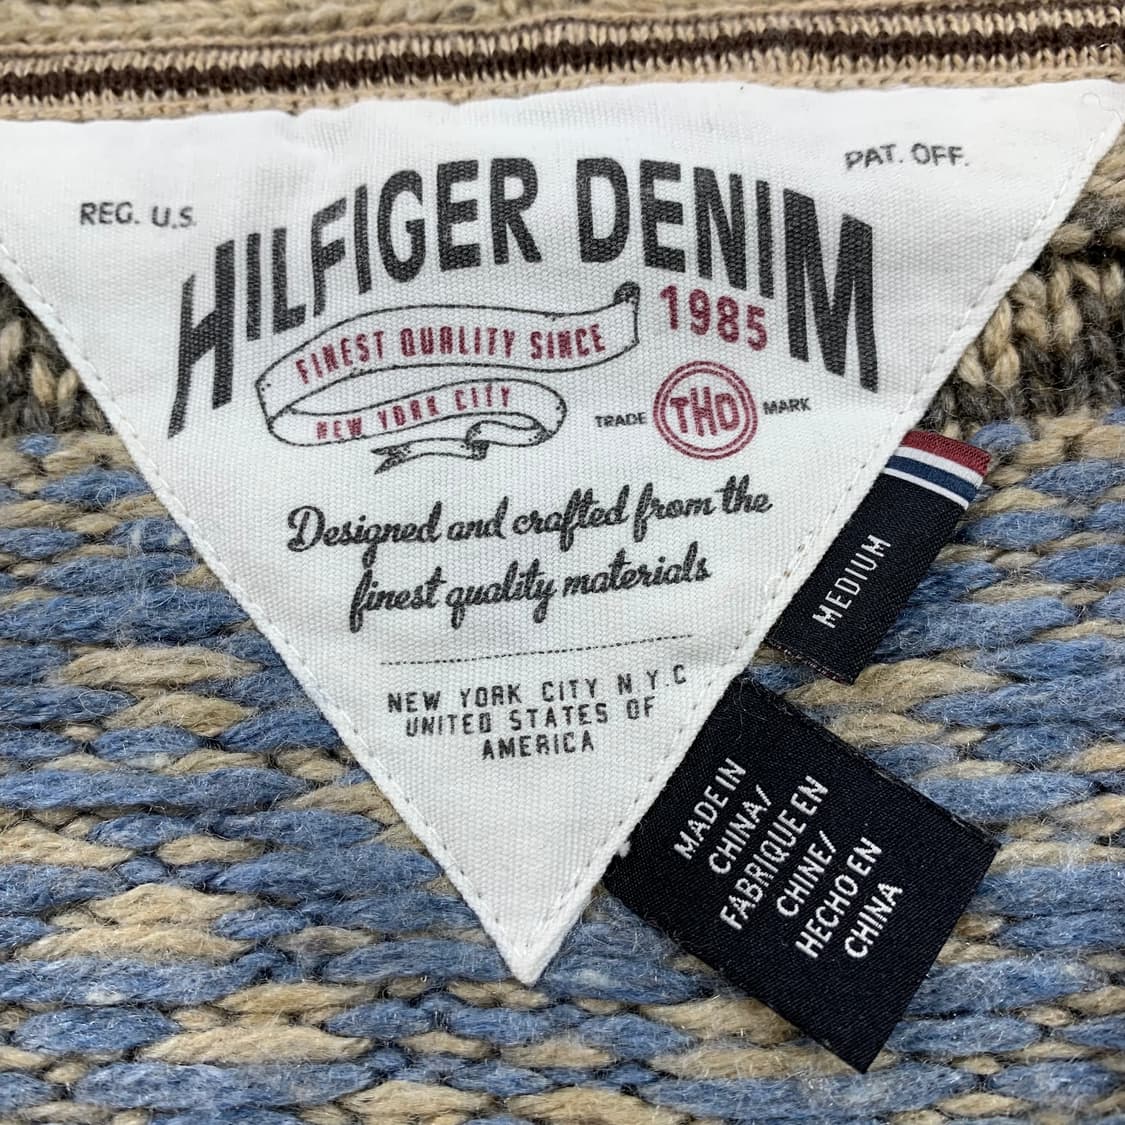 REG. U.S.
PAT. OFF.
HILFIGER DENIM
FINEST QUALITY SINCE
1985
NEW YORK CITY
TRADE THD MARK
Designed and crafted from the
finest quality materials
NEW YORK CITY N Y.C
UNITED STATES OF
AMERICA
MEDIUM
MADE IN
CHINA/
FABRIQUE EN
CHINE/
HECHO EN
CHINA